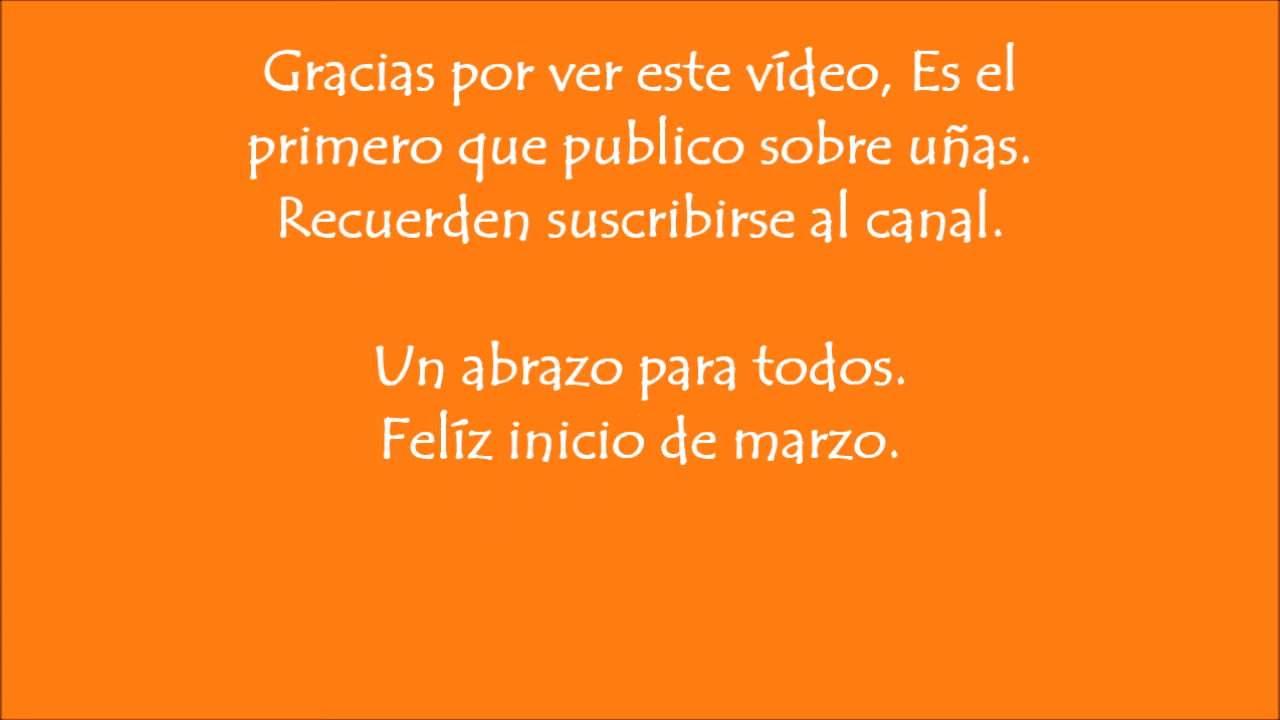 Gracias por ver este vídeo, Es el
primero que publico sobre uñas.
Recuerden suscribirse al canal.
Un abrazo para todos.
Felíz inicio de marzo.